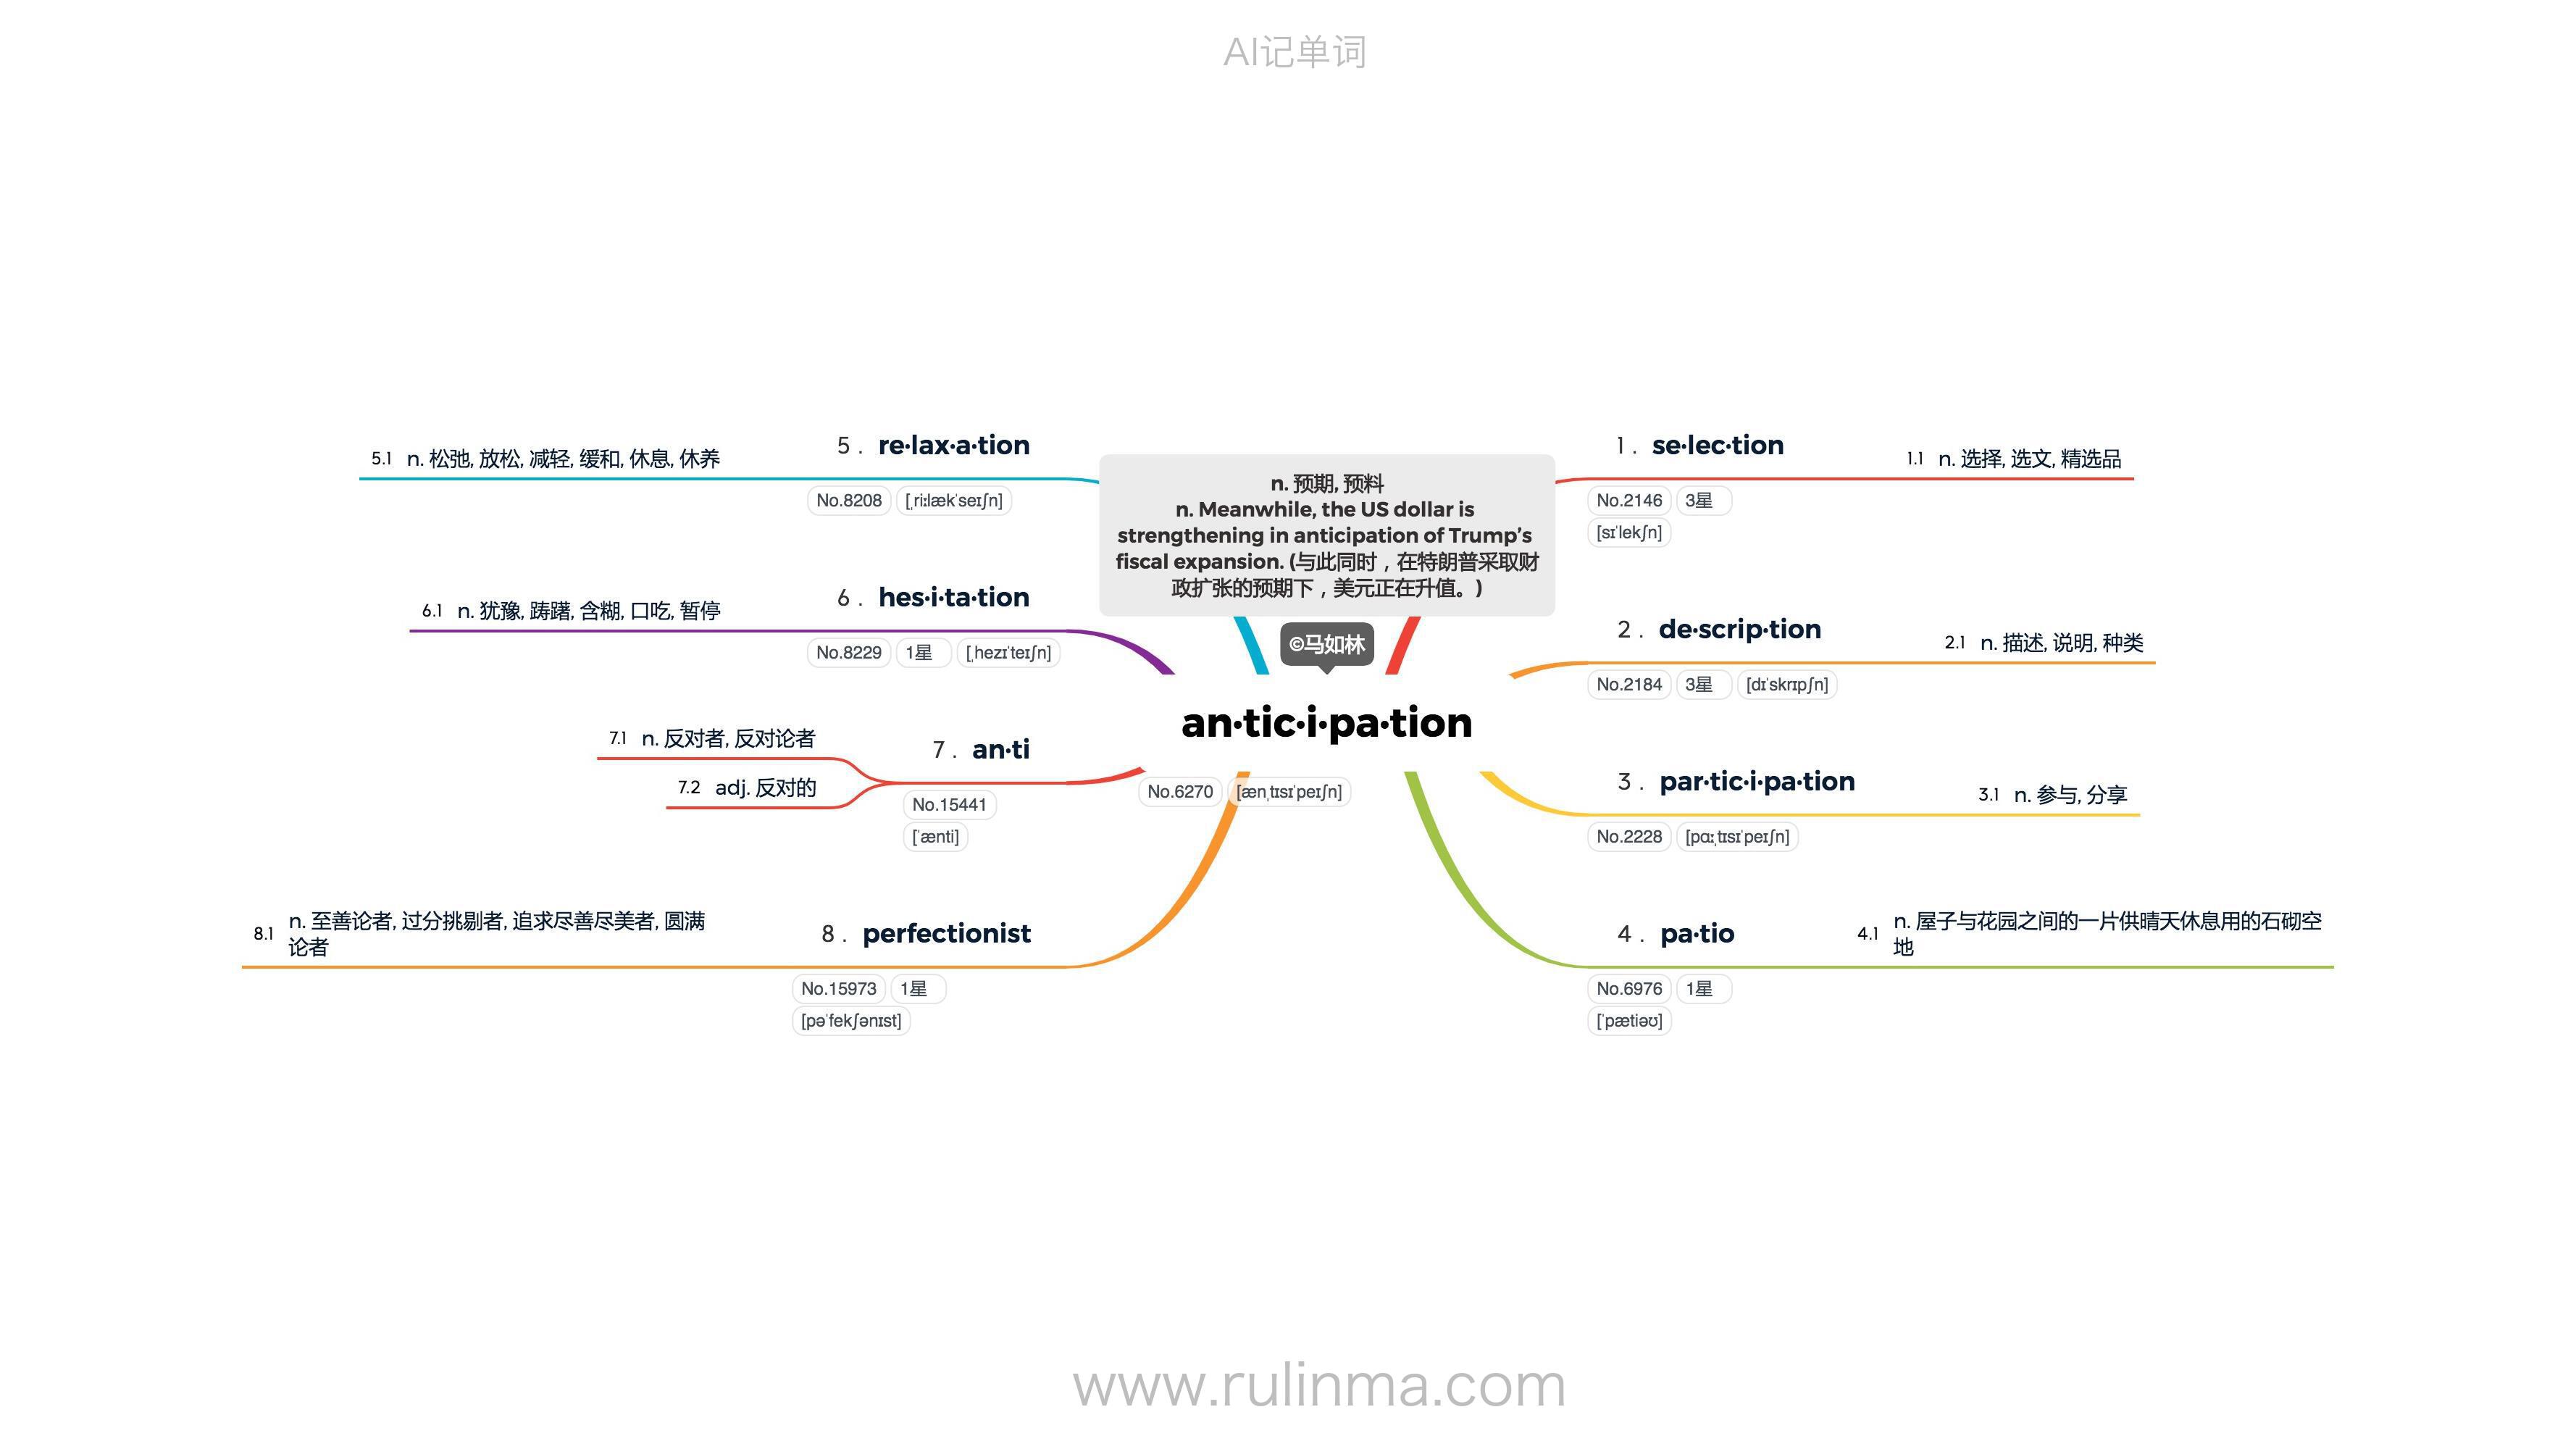 AI记单词
n. 预期, 预料
n. Meanwhile, the US dollar is
strengthening in anticipation of Trump’s
fiscal expansion. (与此同时，在特朗普采取财
政扩张的预期下，美元正在升值。)
©马如林
an·tic·i·pa·tion
No.6270 [ænˌtɪsɪˈpeɪʃn]
1 . se·lec·tion
No.2146 3星
[sɪˈlekʃn]
1.1 n. 选择, 选文, 精选品
2 . de·scrip·tion
No.2184 3星 [dɪˈskrɪpʃn]
2.1 n. 描述, 说明, 种类
3 . par·tic·i·pa·tion
No.2228 [pɑːˌtɪsɪˈpeɪʃn]
3.1 n. 参与, 分享
4 . pa·tio
No.6976 1星
[ˈpætiəʊ]
4.1 n. 屋子与花园之间的一片供晴天休息用的石砌空
地
5 . re·lax·a·tion
No.8208 [ˌriːlækˈseɪʃn]
5.1 n. 松弛, 放松, 减轻, 缓和, 休息, 休养
6 . hes·i·ta·tion
No.8229 1星 [ˌhezɪˈteɪʃn]
6.1 n. 犹豫, 踌躇, 含糊, 口吃, 暂停
7 . an·ti
No.15441
[ˈænti]
7.1 n. 反对者, 反对论者
7.2 adj. 反对的
8 . perfectionist
No.15973 1星
[pəˈfekʃənɪst]
8.1 n. 至善论者, 过分挑剔者, 追求尽善尽美者, 圆满
论者
www.rulinma.com